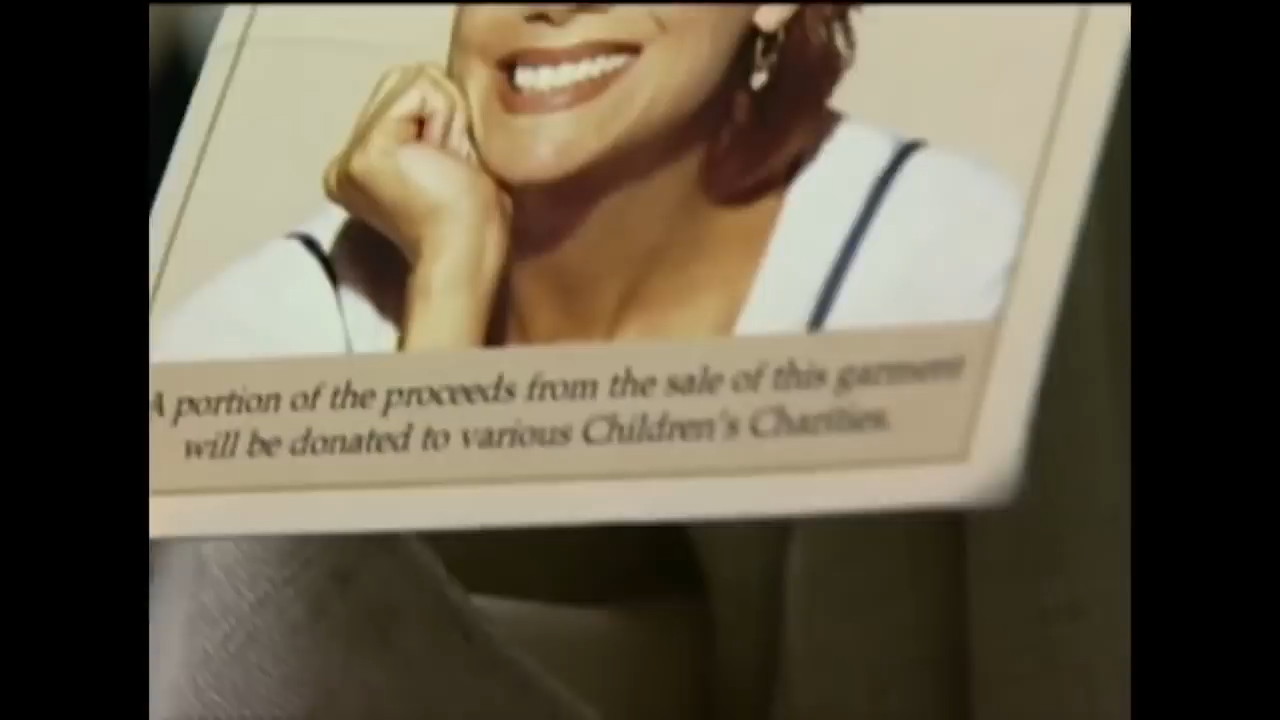 A portion of the proceeds from the sale of this garment
will be donated to various Children's Charities.